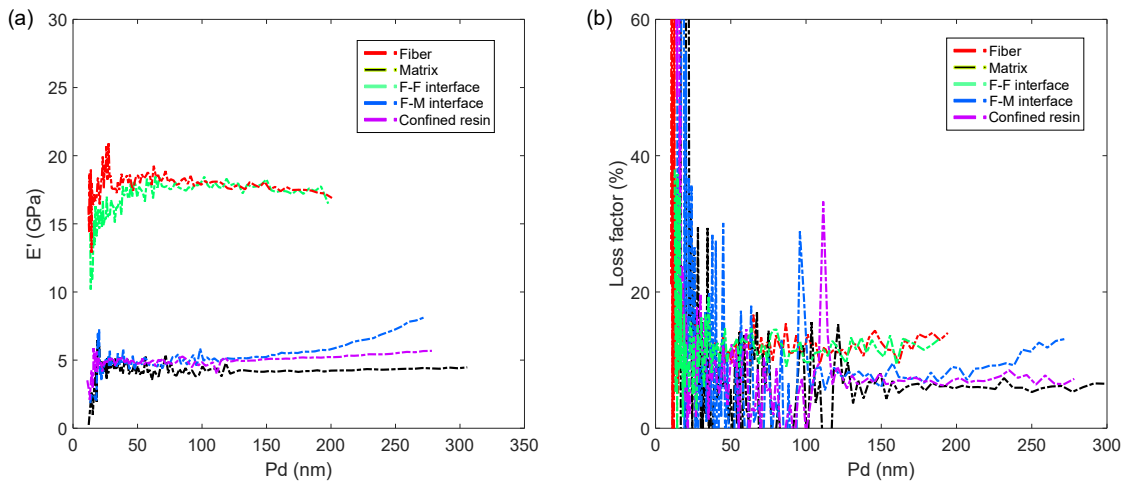 (a)
30
25
20
15
10
5
0
E' (GPa)
Fiber
Matrix
F-F interface
F-M interface
Confined resin
0 50 100 150 200 250 300 350
Pd (nm)
(b)
60
40
20
0
Loss factor (%)
Fiber
Matrix
F-F interface
F-M interface
Confined resin
0 50 100 150 200 250 300
Pd (nm)